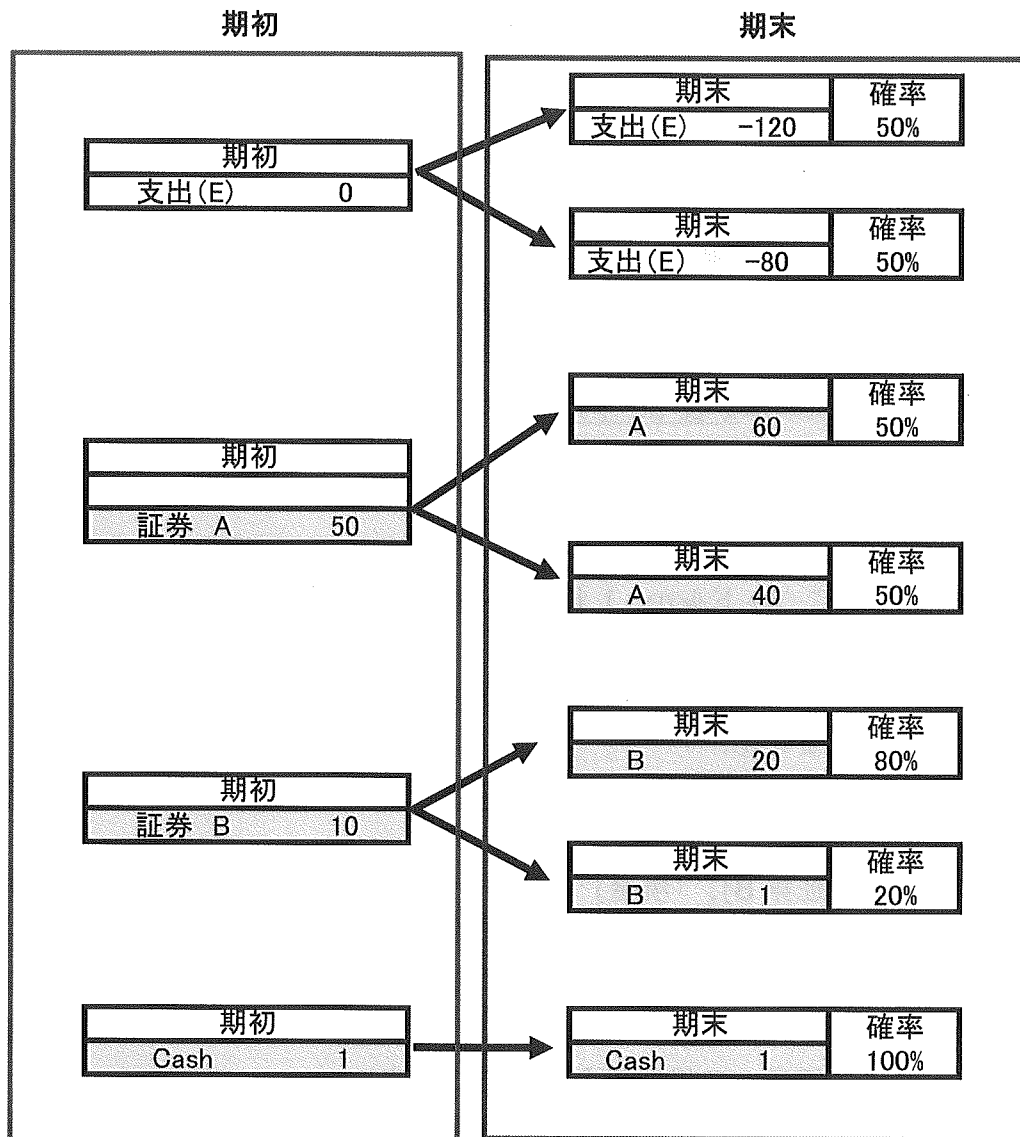 期初
期末
期末 確率
支出(E) -120 50%
期初
支出(E) 0
期末 確率
支出(E) -80 50%
期末 確率
A 60 50%
期初
証券 A 50
期末 確率
A 40 50%
期末 確率
B 20 80%
期初
証券 B 10
期末 確率
B 1 20%
期初
Cash 1
期末 確率
Cash 1 100%